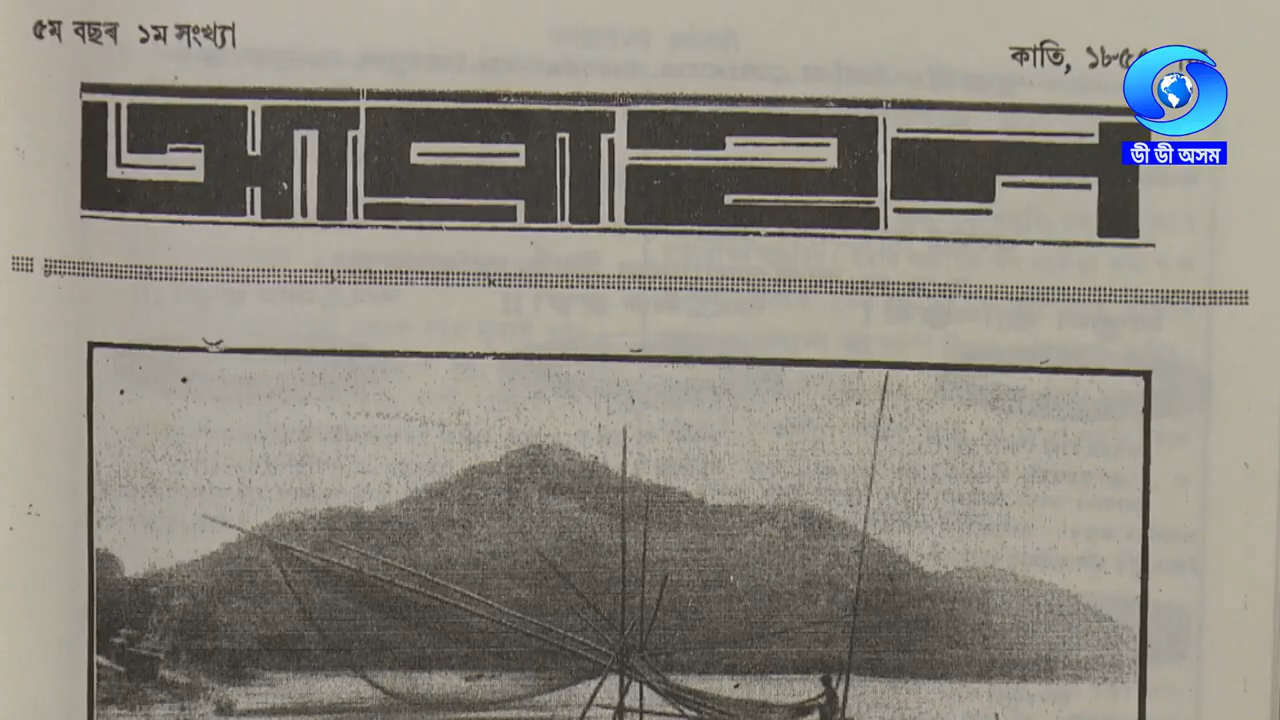 ৫ম বছৰ ১ম সংখ্যা
কাতি,
আৱাহন
ডী ডী অসম